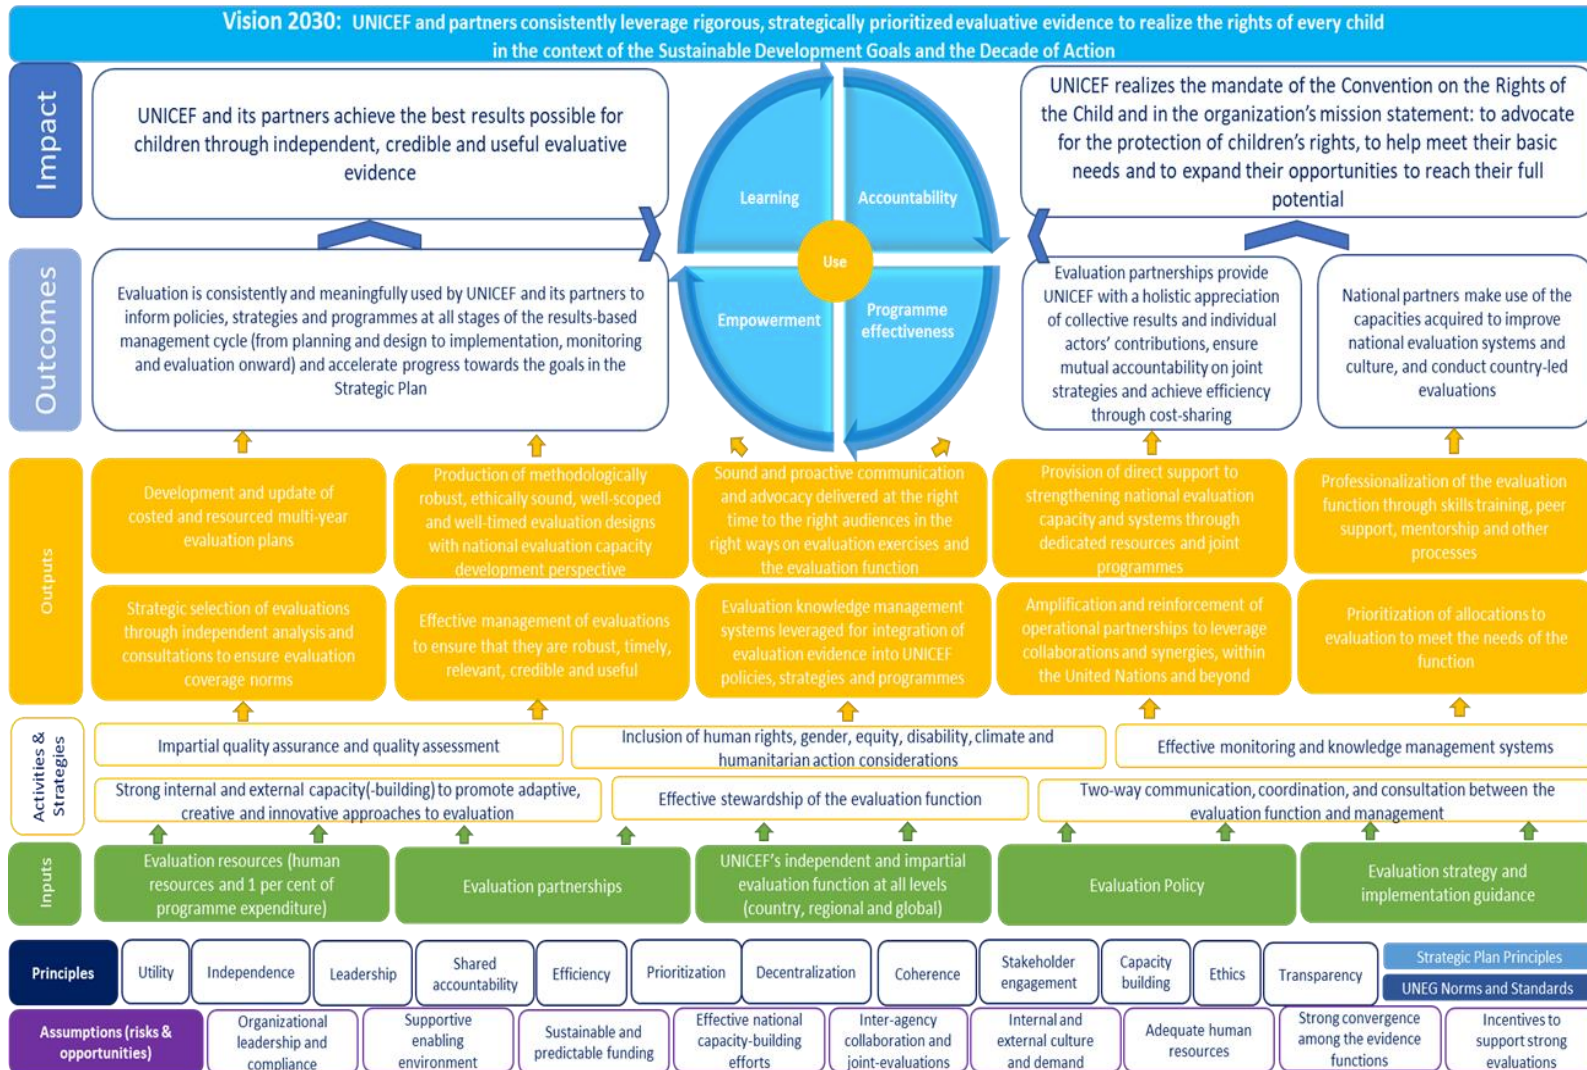 Vision 2030: UNICEF and partners consistently leverage rigorous, strategically prioritized evaluative evidence to realize the rights of every child
in the context of the Sustainable Development Goals and the Decade of Action
Impact
UNICEF and its partners achieve the best results possible for
children through independent, credible and useful evaluative
evidence
Learning
Accountability
Use
Empowerment
Programme
effectiveness
UNICEF realizes the mandate of the Convention on the Rights of
the Child and in the organization's mission statement: to advocate
for the protection of children's rights, to help meet their basic
needs and to expand their opportunities to reach their full
potential
Outcomes
Evaluation is consistently and meaningfully used by UNICEF and its partners to
inform policies, strategies and programmes at all stages of the results-based
management cycle (from planning and design to implementation, monitoring
and evaluation onward) and accelerate progress towards the goals in the
Strategic Plan
Evaluation partnerships provide
UNICEF with a holistic appreciation
of collective results and individual
actors' contributions, ensure
mutual accountability on joint
strategies and achieve efficiency
through cost-sharing
National partners make use of the
capacities acquired to improve
national evaluation systems and
culture, and conduct country-led
evaluations
Outputs
Development and update of
costed and resourced multi-year
evaluation plans
Production of methodologically
robust, ethically sound, well-scoped
and well-timed evaluation designs
with national evaluation capacity
development perspective
Sound and proactive communication
and advocacy delivered at the right
time to the right audiences in the
right ways on evaluation exercises and
the evaluation function
Provision of direct support to
strengthening national evaluation
capacity and systems through
dedicated resources and joint
programmes
Professionalization of the evaluation
function through skills training, peer
support, mentorship and other
processes
Strategic selection of evaluations
through independent analysis and
consultations to ensure evaluation
coverage norms
Effective management of evaluations
to ensure that they are robust, timely,
relevant, credible and useful
Evaluation knowledge management
systems leveraged for integration of
evaluation evidence into UNICEF
policies, strategies and programmes
Amplification and reinforcement of
operational partnerships to leverage
collaborations and synergies, within
the United Nations and beyond
Prioritization of allocations to
evaluation to meet the needs of the
function
Activities &
Strategies
Impartial quality assurance and quality assessment
Inclusion of human rights, gender, equity, disability, climate and
humanitarian action considerations
Effective monitoring and knowledge management systems
Strong internal and external capacity(-building) to promote adaptive,
creative and innovative approaches to evaluation
Effective stewardship of the evaluation function
Two-way communication, coordination, and consultation between the
evaluation function and management
Inputs
Evaluation resources (human
resources and 1 per cent of
programme expenditure)
Evaluation partnerships
UNICEF's independent and impartial
evaluation function at all levels
(country, regional and global)
Evaluation Policy
Evaluation strategy and
implementation guidance
Principles
Utility
Independence
Leadership
Shared
accountability
Efficiency
Prioritization
Decentralization
Coherence
Stakeholder
engagement
Capacity
building
Ethics
Transparency
Strategic Plan Principles
UNEG Norms and Standards
Assumptions (risks &
opportunities)
Organizational
leadership and
compliance
Supportive
enabling
environment
Sustainable and
predictable funding
Effective national
capacity-building
efforts
Inter-agency
collaboration and
joint-evaluations
Internal and
external culture
and demand
Adequate human
resources
Strong convergence
among the evidence
functions
Incentives to
support strong
evaluations